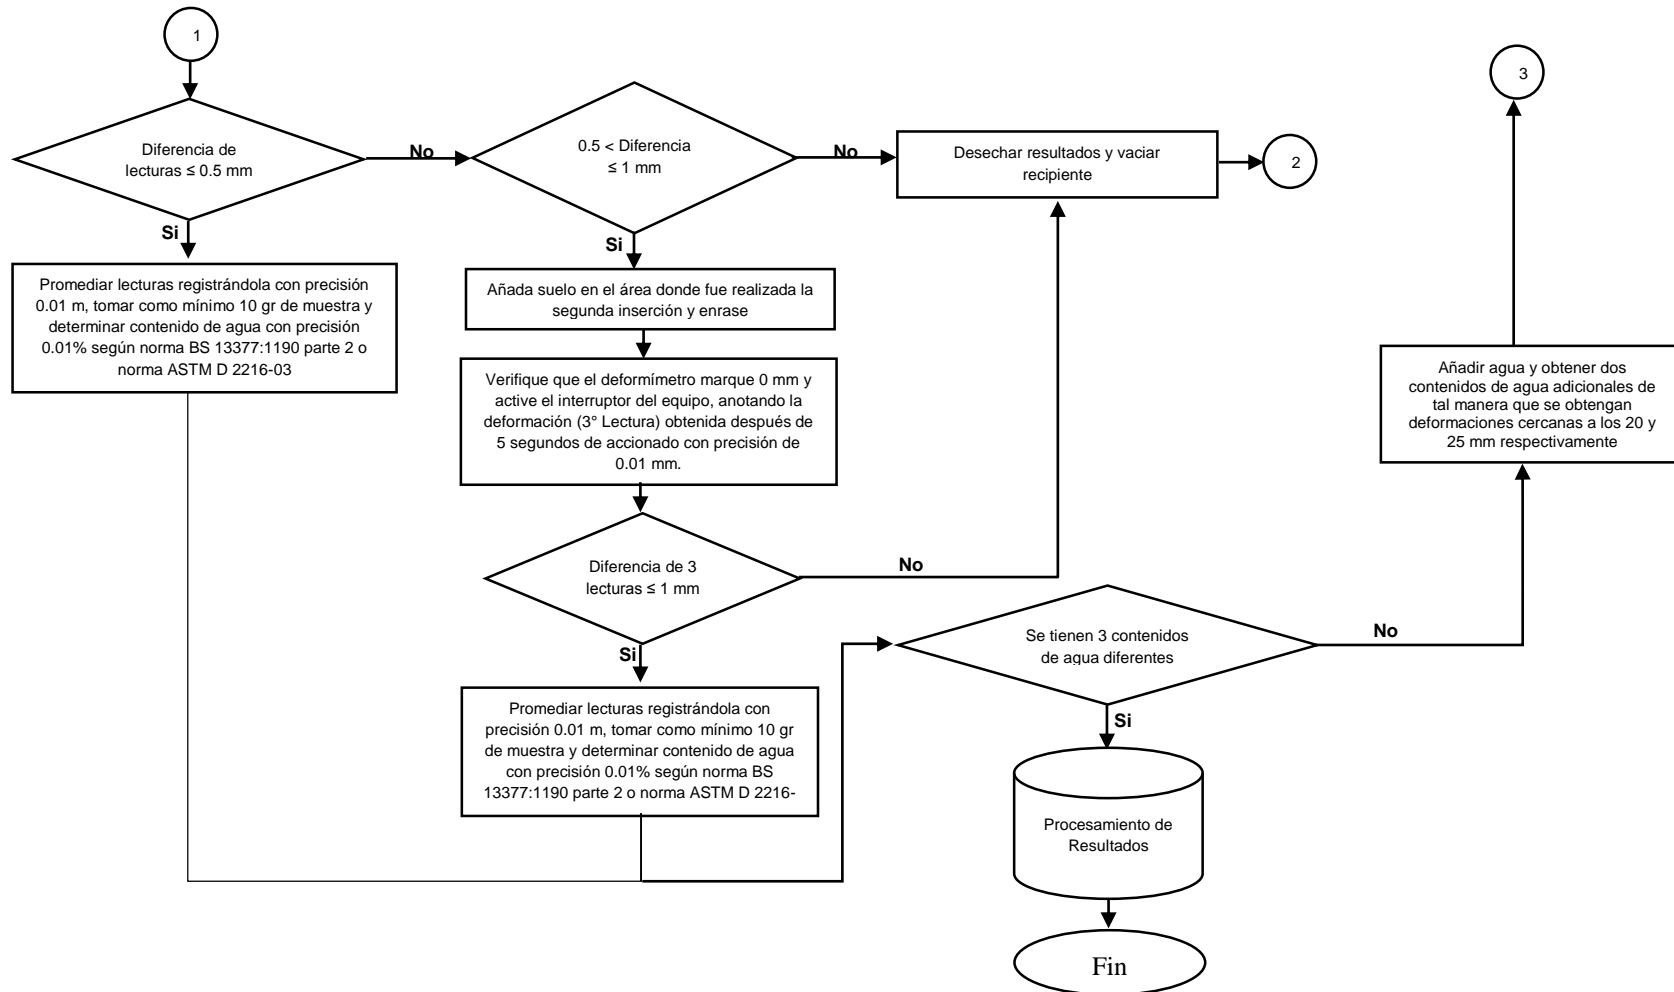 1
3
Diferencia de
lecturas ≤ 0.5 mm
No
0.5 < Diferencia
≤ 1 mm
No
Desechar resultados y vaciar
recipiente
2
Si
Si
Promediar lecturas registrándola con precisión
0.01 m, tomar como mínimo 10 gr de muestra y
determinar contenido de agua con precisión
0.01% según norma BS 13377:1190 parte 2 o
norma ASTM D 2216-03
Añada suelo en el área donde fue realizada la
segunda inserción y enrase
Verifique que el deformímetro marque 0 mm y
active el interruptor del equipo, anotando la
deformación (3° Lectura) obtenida después de
5 segundos de accionado con precisión de
0.01 mm.
Añadir agua y obtener dos
contenidos de agua adicionales de
tal manera que se obtengan
deformaciones cercanas a los 20 y
25 mm respectivamente
Diferencia de 3
lecturas ≤ 1 mm
No
Si
Se tienen 3 contenidos
de agua diferentes
No
Si
Promediar lecturas registrándola con
precisión 0.01 m, tomar como mínimo 10 gr
de muestra y determinar contenido de agua
con precisión 0.01% según norma BS
13377:1190 parte 2 o norma ASTM D 2216-
Procesamiento de
Resultados
Fin